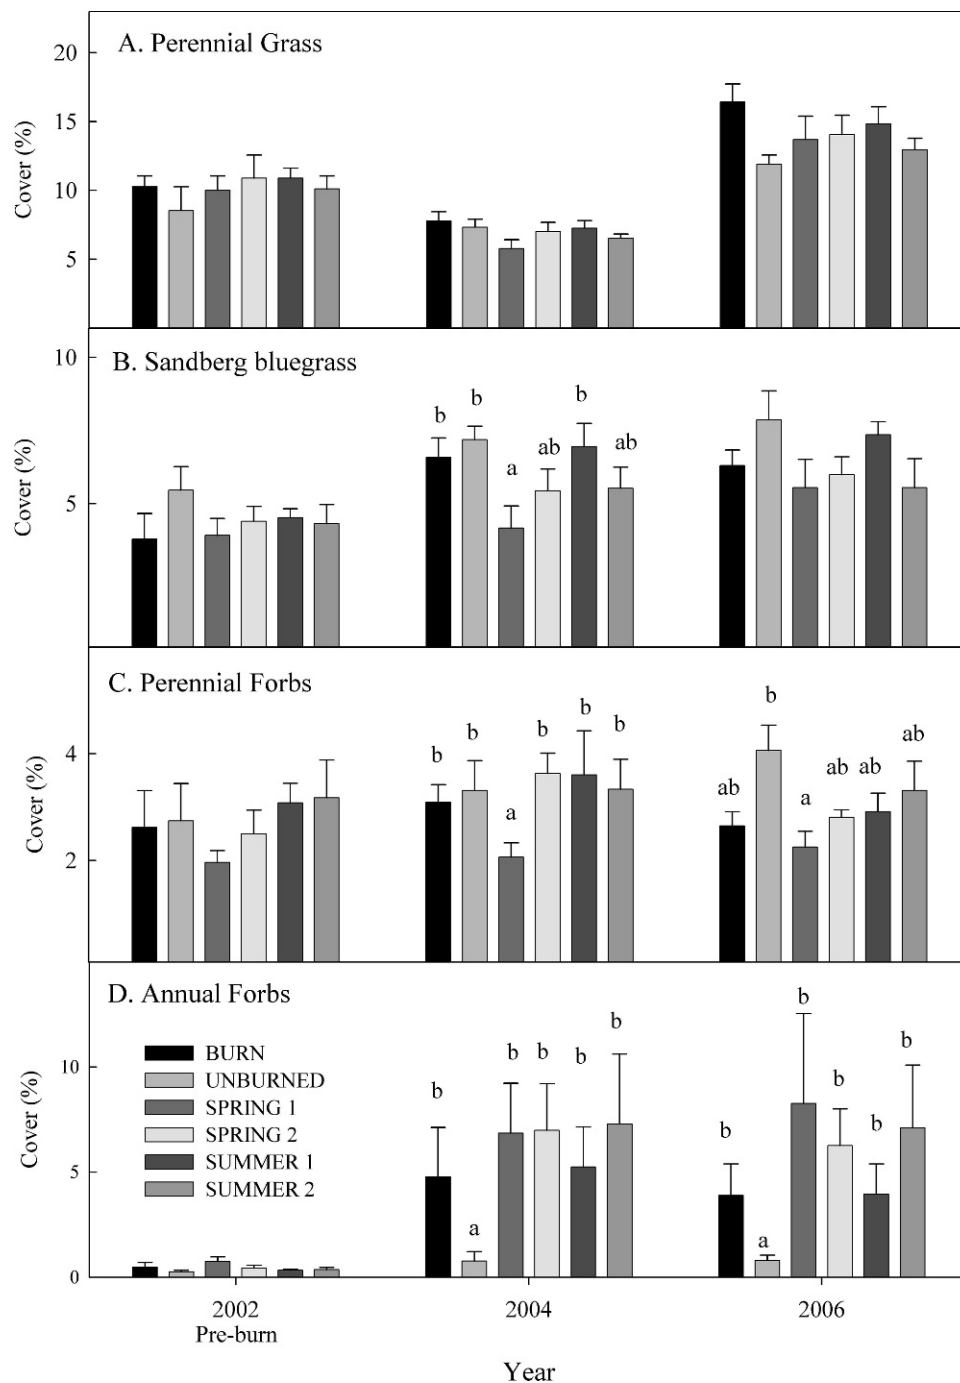 A. Perennial Grass
20
15
10
5
Cover (%)
B. Sandberg bluegrass
10
5
Cover (%)
b
b
b
a
ab
ab
C. Perennial Forbs
4
2
Cover (%)
b
b
a
b
b
b
ab
b
a
ab
ab
ab
D. Annual Forbs
BURN
UNBURNED
SPRING 1
SPRING 2
SUMMER 1
SUMMER 2
10
5
0
Cover (%)
b
a
b
b
b
b
b
a
b
b
b
b
2002
Pre-burn
2004
2006
Year